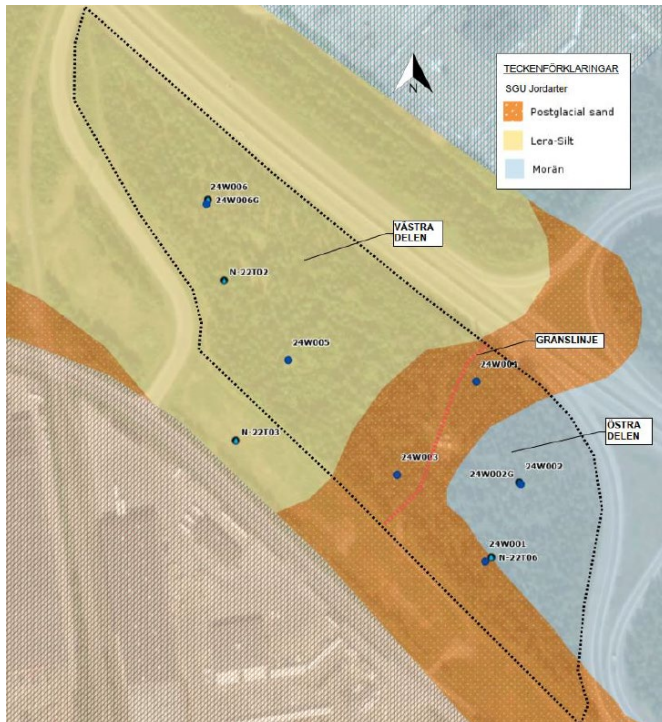 TECKENFÖRKLARINGAR
SGU Jordarter
Postglacial sand
Lera-Silt
Morän
N
24W006
24W006G
VÄSTRA
DELEN
N-22T02
GRÄNSLINJE
24W005
24W004
ÖSTRA
DELEN
N-22T03
24W003
24W002G
24W002
24W001
N-22T06